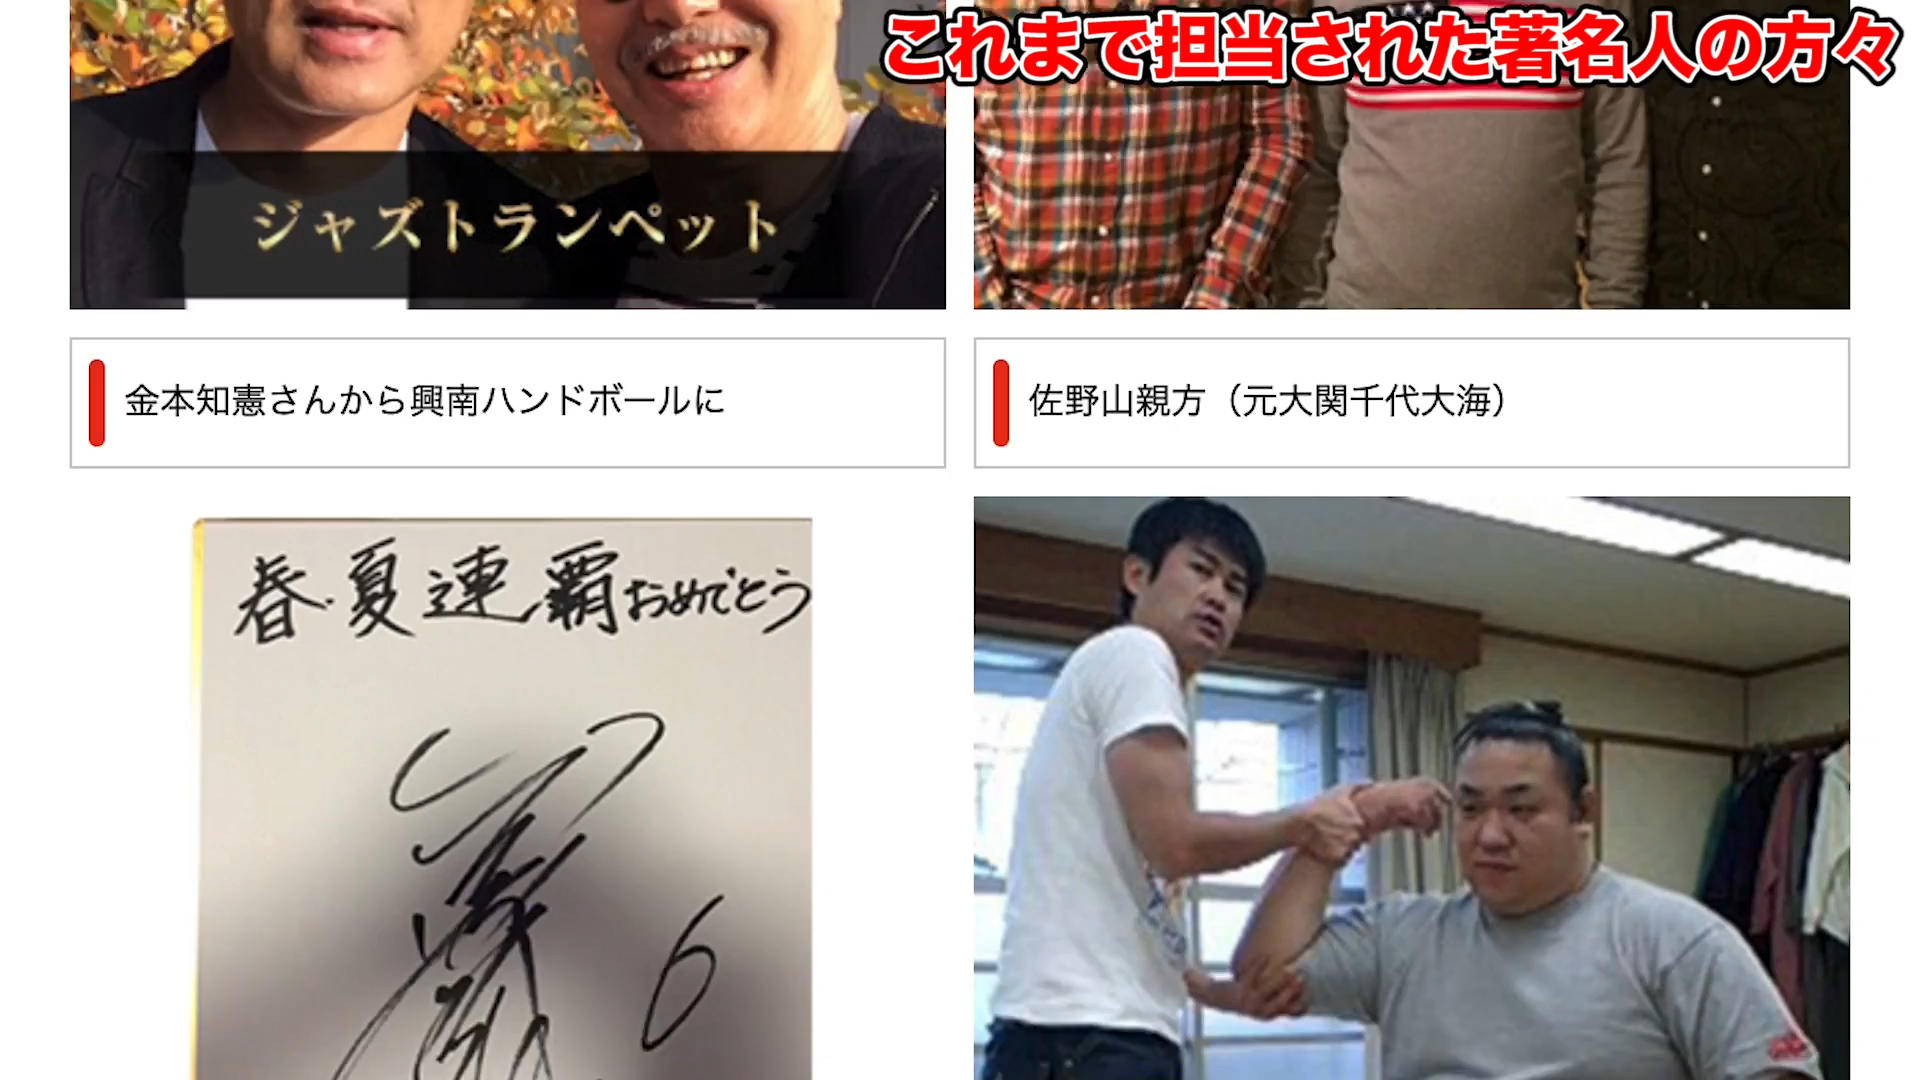 これまで担当された著名人の方々
ジャズトランペット
金本知憲さんから興南ハンドボールに
佐野山親方（元大関千代大海）
春・夏連覇おめでとう
6